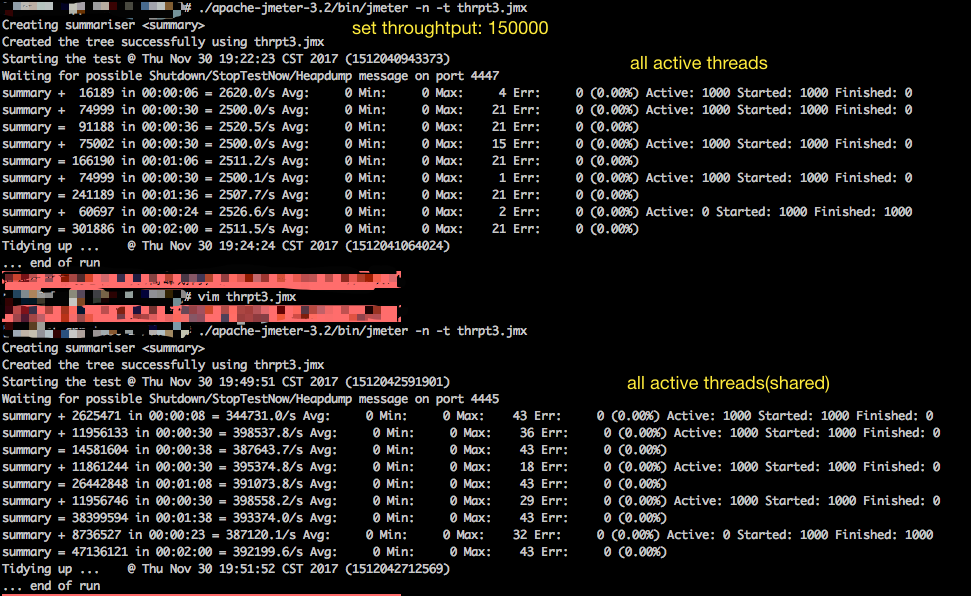 # ./apache-jmeter-3.2/bin/jmeter -n -t thrpt3.jmx
Creating summariser <summary>
set throughtput: 150000
Created the tree successfully using thrpt3.jmx
Starting the test @ Thu Nov 30 19:22:23 CST 2017 (1512040943373)
all active threads
Waiting for possible Shutdown/StopTestNow/Heapdump message on port 4447
summary + 16189 in 00:00:06 = 2620.0/s Avg: 0 Min: 0 Max: 4 Err: 0 (0.00%) Active: 1000 Started: 1000 Finished: 0
summary + 74999 in 00:00:30 = 2500.0/s Avg: 0 Min: 0 Max: 21 Err: 0 (0.00%) Active: 1000 Started: 1000 Finished: 0
summary = 91188 in 00:00:36 = 2520.5/s Avg: 0 Min: 0 Max: 21 Err: 0 (0.00%)
summary + 75002 in 00:00:30 = 2500.0/s Avg: 0 Min: 0 Max: 15 Err: 0 (0.00%) Active: 1000 Started: 1000 Finished: 0
summary = 166190 in 00:01:06 = 2511.2/s Avg: 0 Min: 0 Max: 21 Err: 0 (0.00%)
summary + 74999 in 00:00:30 = 2500.1/s Avg: 0 Min: 0 Max: 1 Err: 0 (0.00%) Active: 1000 Started: 1000 Finished: 0
summary = 241189 in 00:01:36 = 2507.7/s Avg: 0 Min: 0 Max: 21 Err: 0 (0.00%)
summary + 60697 in 00:00:24 = 2526.6/s Avg: 0 Min: 0 Max: 2 Err: 0 (0.00%) Active: 0 Started: 1000 Finished: 1000
summary = 301886 in 00:02:00 = 2511.5/s Avg: 0 Min: 0 Max: 21 Err: 0 (0.00%)
Tidying up ... @ Thu Nov 30 19:24:24 CST 2017 (1512041064024)
... end of run
# vim thrpt3.jmx
# ./apache-jmeter-3.2/bin/jmeter -n -t thrpt3.jmx
Creating summariser <summary>
Created the tree successfully using thrpt3.jmx
Starting the test @ Thu Nov 30 19:49:51 CST 2017 (1512042591901)
all active threads(shared)
Waiting for possible Shutdown/StopTestNow/Heapdump message on port 4445
summary + 2625471 in 00:00:08 = 344731.0/s Avg: 0 Min: 0 Max: 43 Err: 0 (0.00%) Active: 1000 Started: 1000 Finished: 0
summary + 11956133 in 00:00:30 = 398537.8/s Avg: 0 Min: 0 Max: 36 Err: 0 (0.00%) Active: 1000 Started: 1000 Finished: 0
summary = 14581604 in 00:00:38 = 387643.7/s Avg: 0 Min: 0 Max: 43 Err: 0 (0.00%)
summary + 11861244 in 00:00:30 = 395374.8/s Avg: 0 Min: 0 Max: 18 Err: 0 (0.00%) Active: 1000 Started: 1000 Finished: 0
summary = 26442848 in 00:01:08 = 391073.8/s Avg: 0 Min: 0 Max: 43 Err: 0 (0.00%)
summary + 11956746 in 00:00:30 = 398558.2/s Avg: 0 Min: 0 Max: 29 Err: 0 (0.00%) Active: 1000 Started: 1000 Finished: 0
summary = 38399594 in 00:01:38 = 393374.0/s Avg: 0 Min: 0 Max: 43 Err: 0 (0.00%)
summary + 8736527 in 00:00:23 = 387120.1/s Avg: 0 Min: 0 Max: 32 Err: 0 (0.00%) Active: 0 Started: 1000 Finished: 1000
summary = 47136121 in 00:02:00 = 392199.6/s Avg: 0 Min: 0 Max: 43 Err: 0 (0.00%)
Tidying up ... @ Thu Nov 30 19:51:52 CST 2017 (1512042712569)
... end of run